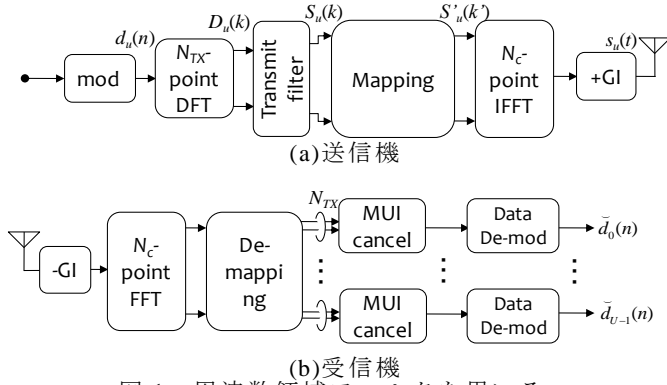 d_u(n)
D_u(k)
S_u(k)
S'_u(k')
s_u(t)
mod
N_TX-
point
DFT
Transmit
filter
Mapping
N_c-
point
IFFT
+GI
(a)送信機
N_TX
-GI
N_c-
point
FFT
De-
mappi
ng
MUI
cancel
Data
De-mod
d̆_0(n)
⋮ ⋮ ⋮
MUI
cancel
Data
De-mod
d̆_{U-1}(n)
(b)受信機